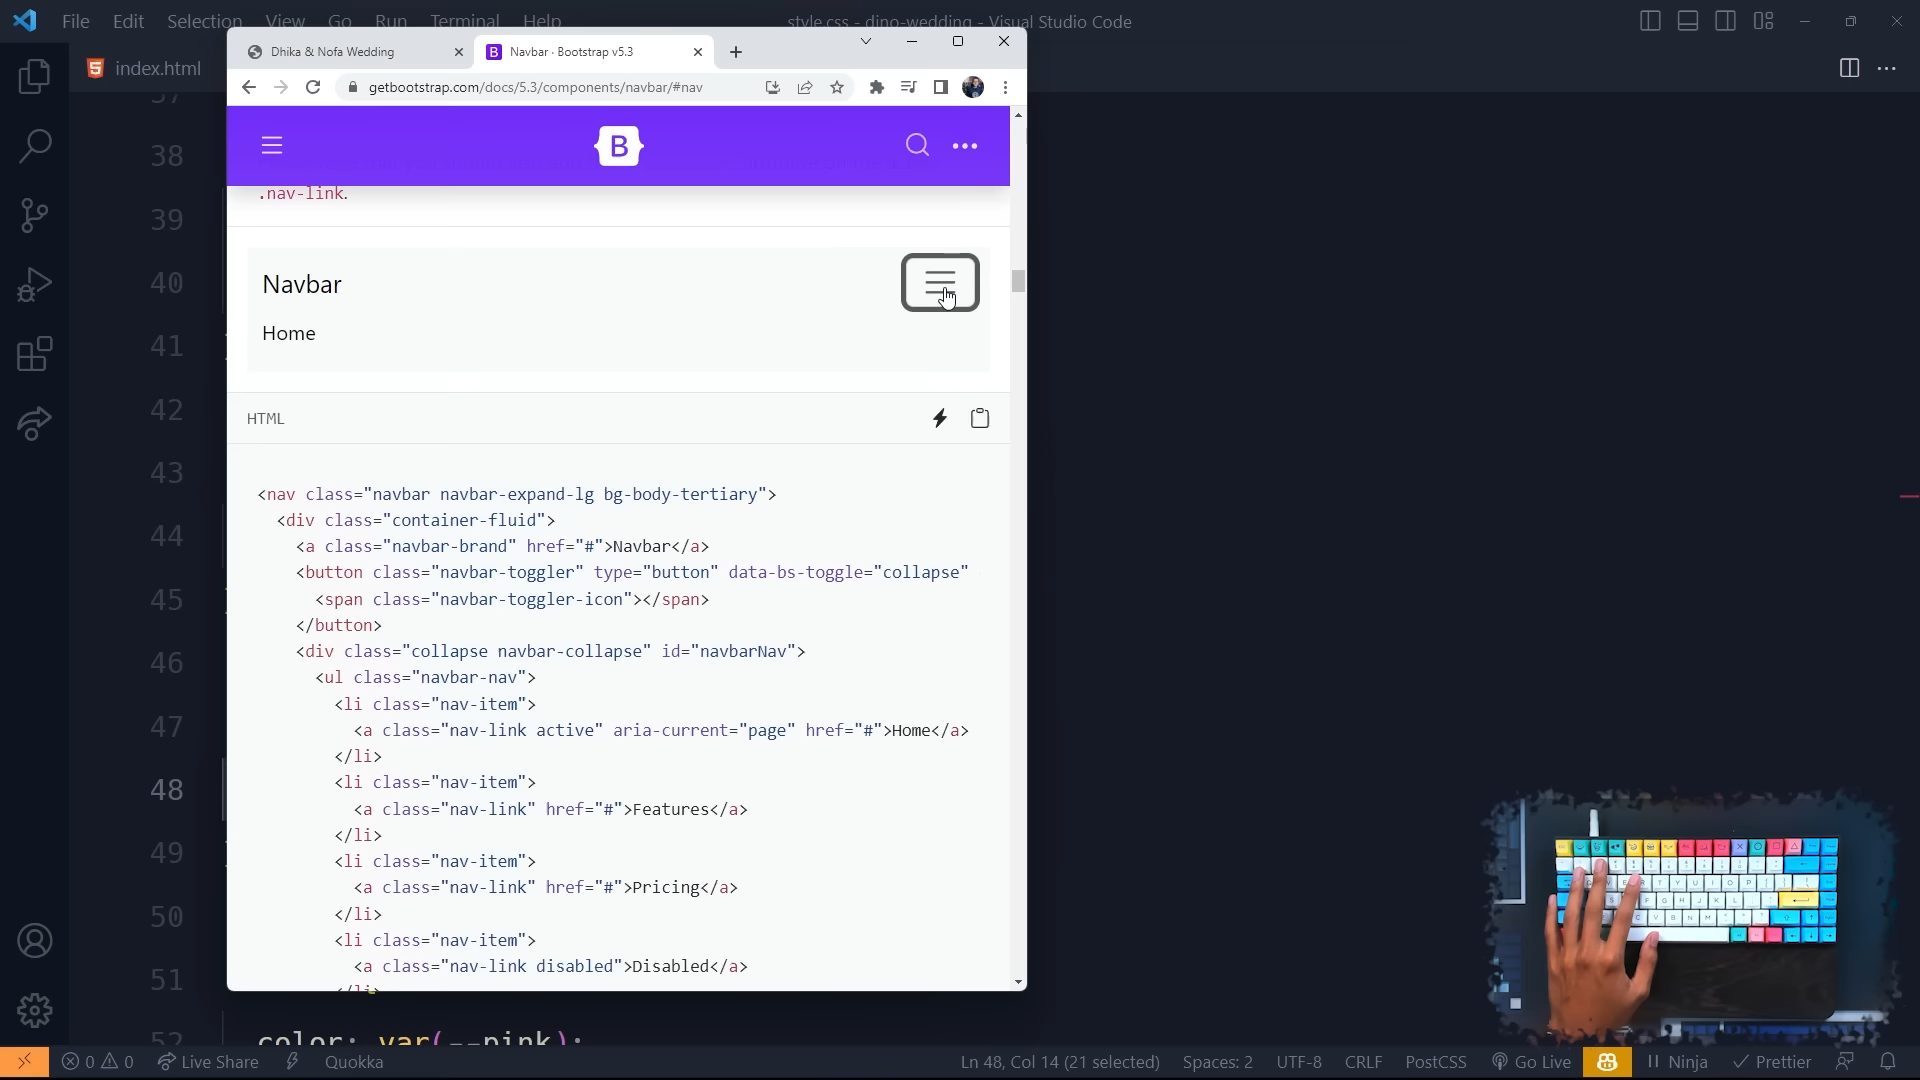 File Edit Selection View Go Run Terminal Help
style.css - dino-wedding - Visual Studio Code
index.html
Dhika & Nofa Wedding
Navbar · Bootstrap v5.3
getbootstrap.com/docs/5.3/components/navbar/#nav
B
.nav-link.
Navbar
Home
HTML
<nav class="navbar navbar-expand-lg bg-body-tertiary">
<div class="container-fluid">
<a class="navbar-brand" href="#">Navbar</a>
<button class="navbar-toggler" type="button" data-bs-toggle="collapse"
<span class="navbar-toggler-icon"></span>
</button>
<div class="collapse navbar-collapse" id="navbarNav">
<ul class="navbar-nav">
<li class="nav-item">
<a class="nav-link active" aria-current="page" href="#">Home</a>
</li>
<li class="nav-item">
<a class="nav-link" href="#">Features</a>
</li>
<li class="nav-item">
<a class="nav-link" href="#">Pricing</a>
</li>
<li class="nav-item">
<a class="nav-link disabled">Disabled</a>
</li>
37
38
39
40
41
42
43
44
45
46
47
48
49
50
51
52
color: var(--pink);
0 0 Live Share Quokka
Ln 48, Col 14 (21 selected) Spaces: 2 UTF-8 CRLF PostCSS Go Live Ninja Prettier